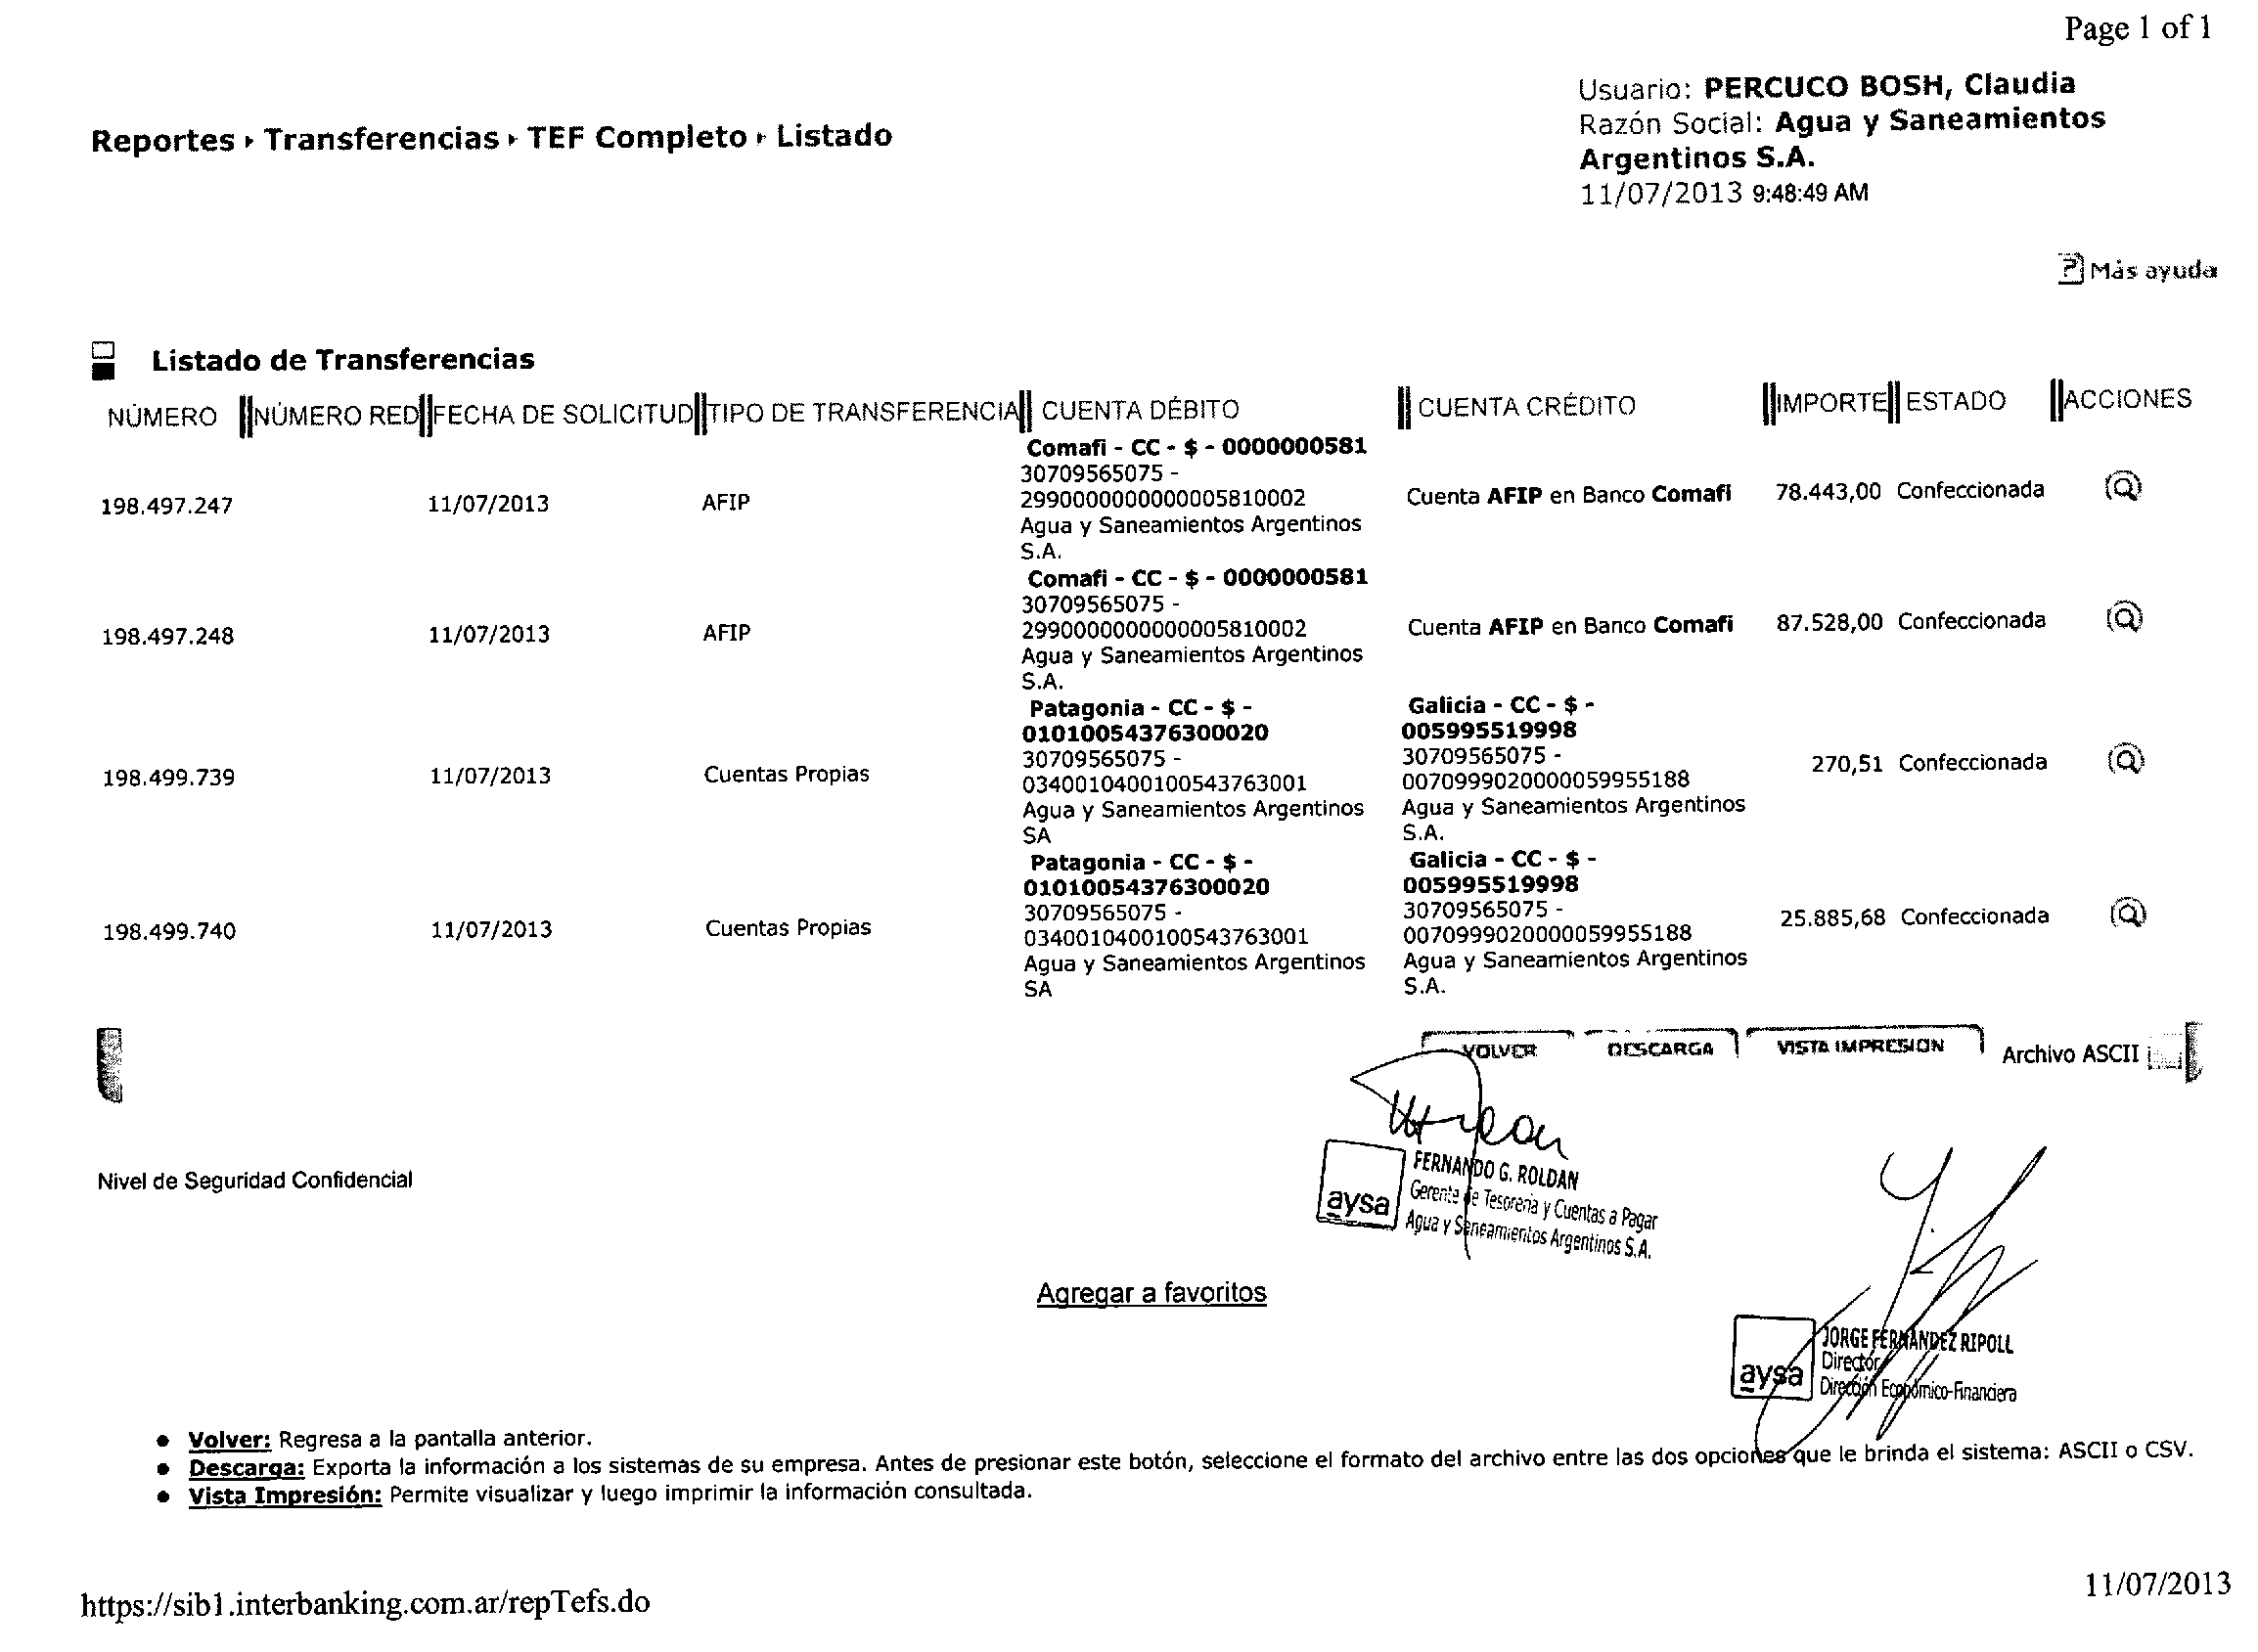 Page 1 of 1
Usuario: PERCUCO BOSH, Claudia
Razón Social: Agua y Saneamientos
Argentinos S.A.
11/07/2013 9:48:49 AM
Reportes ▸ Transferencias ▸ TEF Completo ▸ Listado
Más ayuda
Listado de Transferencias
NÚMERO NÚMERO RED FECHA DE SOLICITUD TIPO DE TRANSFERENCIA CUENTA DÉBITO CUENTA CRÉDITO IMPORTE ESTADO ACCIONES
Comafi - CC - $ - 0000000581
30709565075 -
198.497.247 11/07/2013 AFIP 2990000000000005810002 Cuenta AFIP en Banco Comafi 78.443,00 Confeccionada
Agua y Saneamientos Argentinos
S.A.
Comafi - CC - $ - 0000000581
30709565075 -
198.497.248 11/07/2013 AFIP 2990000000000005810002 Cuenta AFIP en Banco Comafi 87.528,00 Confeccionada
Agua y Saneamientos Argentinos
S.A.
Patagonia - CC - $ - Galicia - CC - $ -
01010054376300020 005995519998
30709565075 - 30709565075 -
198.499.739 11/07/2013 Cuentas Propias 0340010400100543763001 0070999020000059955188 270,51 Confeccionada
Agua y Saneamientos Argentinos Agua y Saneamientos Argentinos
SA S.A.
Patagonia - CC - $ - Galicia - CC - $ -
01010054376300020 005995519998
30709565075 - 30709565075 -
198.499.740 11/07/2013 Cuentas Propias 0340010400100543763001 0070999020000059955188 25.885,68 Confeccionada
Agua y Saneamientos Argentinos Agua y Saneamientos Argentinos
SA S.A.
VOLVER DESCARGA VISTA IMPRESION Archivo ASCII
Nivel de Seguridad Confidencial
aysa
FERNANDO G. ROLDAN
Gerente de Tesorería y Cuentas a Pagar
Agua y Saneamientos Argentinos S.A.
Agregar a favoritos
aysa
JORGE FERNÁNDEZ RIPOLL
Director
Dirección Económico-Financiera
● Volver: Regresa a la pantalla anterior.
● Descarga: Exporta la información a los sistemas de su empresa. Antes de presionar este botón, seleccione el formato del archivo entre las dos opciones que le brinda el sistema: ASCII o CSV.
● Vista Impresión: Permite visualizar y luego imprimir la información consultada.
https://sib1.interbanking.com.ar/repTefs.do
11/07/2013